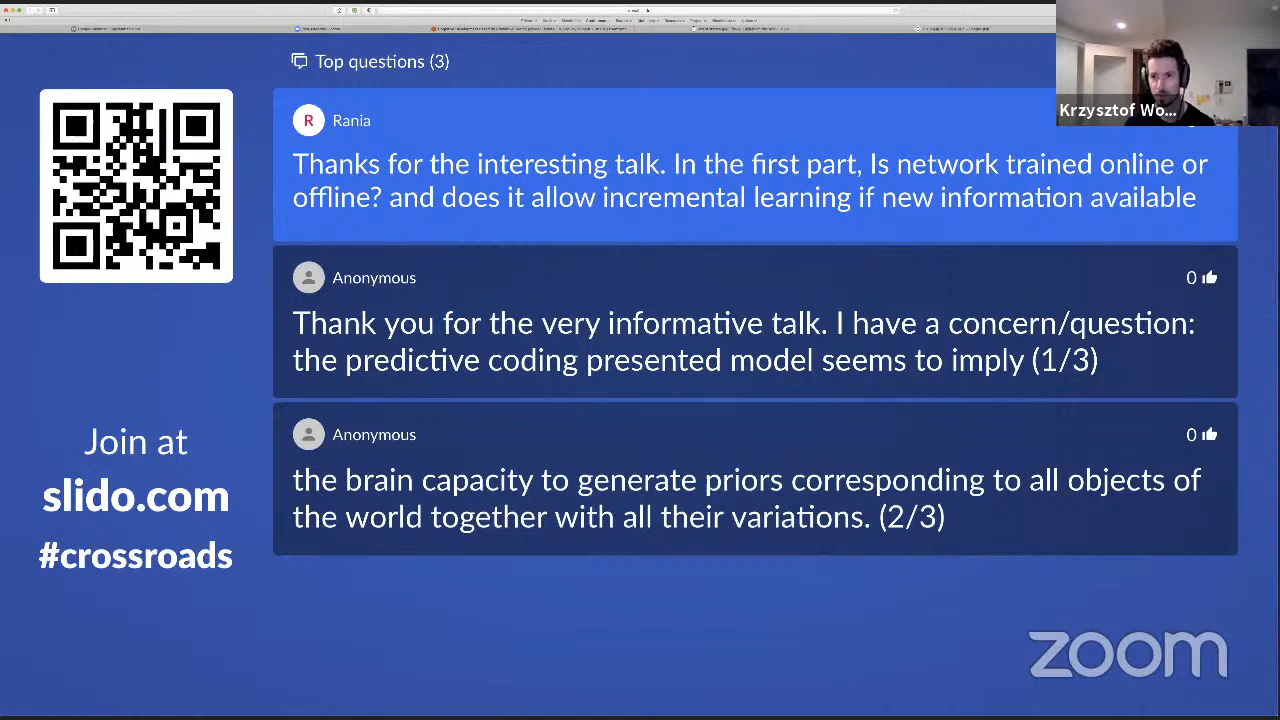 Top questions (3)
R Rania
Thanks for the interesting talk. In the first part, Is network trained online or
offline? and does it allow incremental learning if new information available
Krzysztof Wo...
Anonymous
0
Thank you for the very informative talk. I have a concern/question:
the predictive coding presented model seems to imply (1/3)
Anonymous
0
the brain capacity to generate priors corresponding to all objects of
the world together with all their variations. (2/3)
Join at
slido.com
#crossroads
zoom